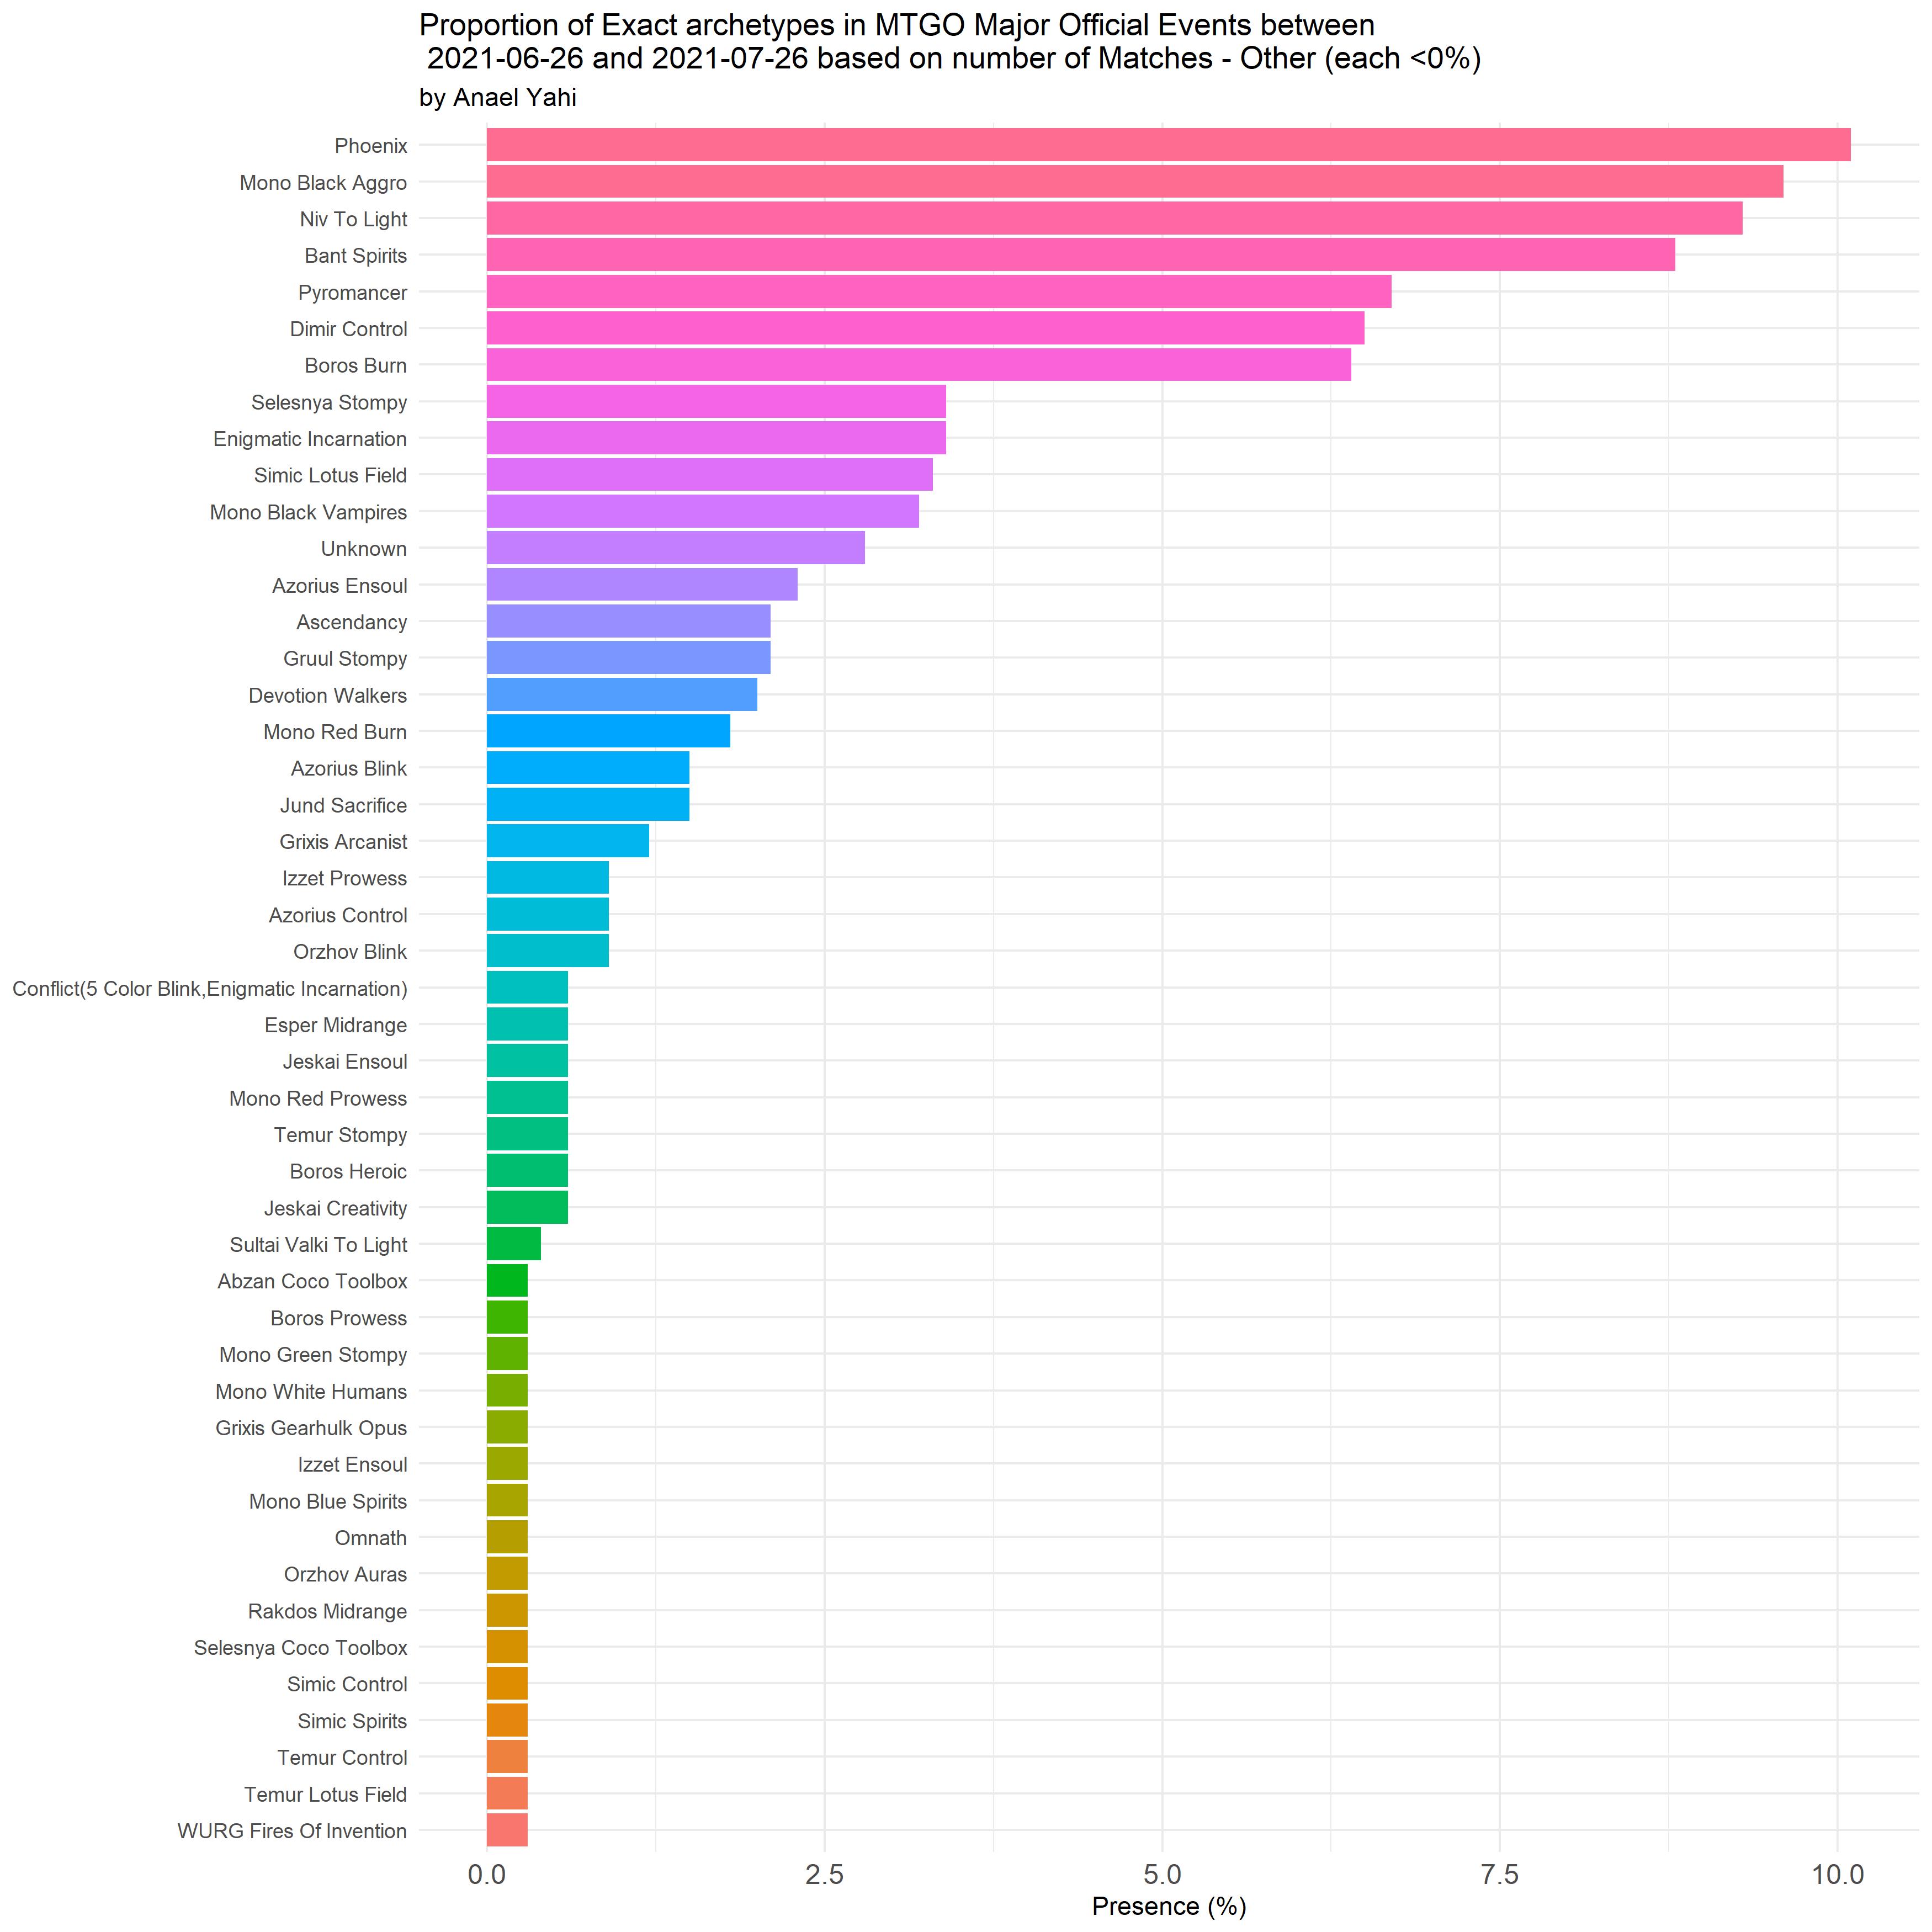 Proportion of Exact archetypes in MTGO Major Official Events between
2021-06-26 and 2021-07-26 based on number of Matches - Other (each <0%)
by Anael Yahi
Phoenix
Mono Black Aggro
Niv To Light
Bant Spirits
Pyromancer
Dimir Control
Boros Burn
Selesnya Stompy
Enigmatic Incarnation
Simic Lotus Field
Mono Black Vampires
Unknown
Azorius Ensoul
Ascendancy
Gruul Stompy
Devotion Walkers
Mono Red Burn
Azorius Blink
Jund Sacrifice
Grixis Arcanist
Izzet Prowess
Azorius Control
Orzhov Blink
Conflict(5 Color Blink,Enigmatic Incarnation)
Esper Midrange
Jeskai Ensoul
Mono Red Prowess
Temur Stompy
Boros Heroic
Jeskai Creativity
Sultai Valki To Light
Abzan Coco Toolbox
Boros Prowess
Mono Green Stompy
Mono White Humans
Grixis Gearhulk Opus
Izzet Ensoul
Mono Blue Spirits
Omnath
Orzhov Auras
Rakdos Midrange
Selesnya Coco Toolbox
Simic Control
Simic Spirits
Temur Control
Temur Lotus Field
WURG Fires Of Invention
0.0 2.5 5.0 7.5 10.0
Presence (%)